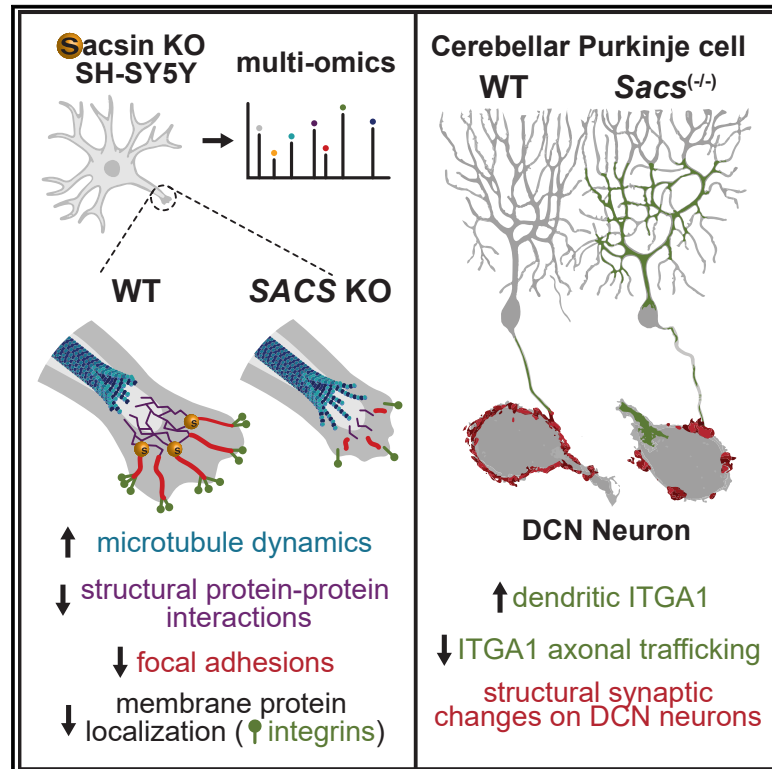 Sacsin KO
SH-SY5Y
multi-omics
WT
SACS KO
S
S
S
↑ microtubule dynamics
↓ structural protein-protein
interactions
↓ focal adhesions
↓ membrane protein
localization (integrins)
Cerebellar Purkinje cell
WT
Sacs(-/-)
DCN Neuron
↑ dendritic ITGA1
↓ ITGA1 axonal trafficking
structural synaptic
changes on DCN neurons